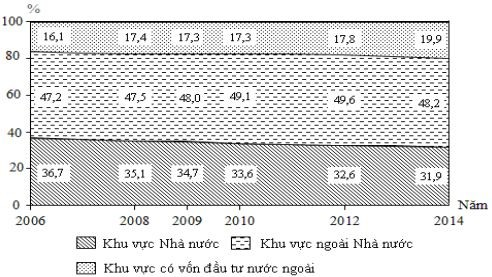 %
100
16,1 17,4 17,3 17,3 17,8 19,9
80
60
47,2 47,5 48,0 49,1 49,6 48,2
40
20
36,7 35,1 34,7 33,6 32,6 31,9
0
Năm
2006 2008 2009 2010 2012 2014
Khu vực Nhà nước Khu vực ngoài Nhà nước
Khu vực có vốn đầu tư nước ngoài